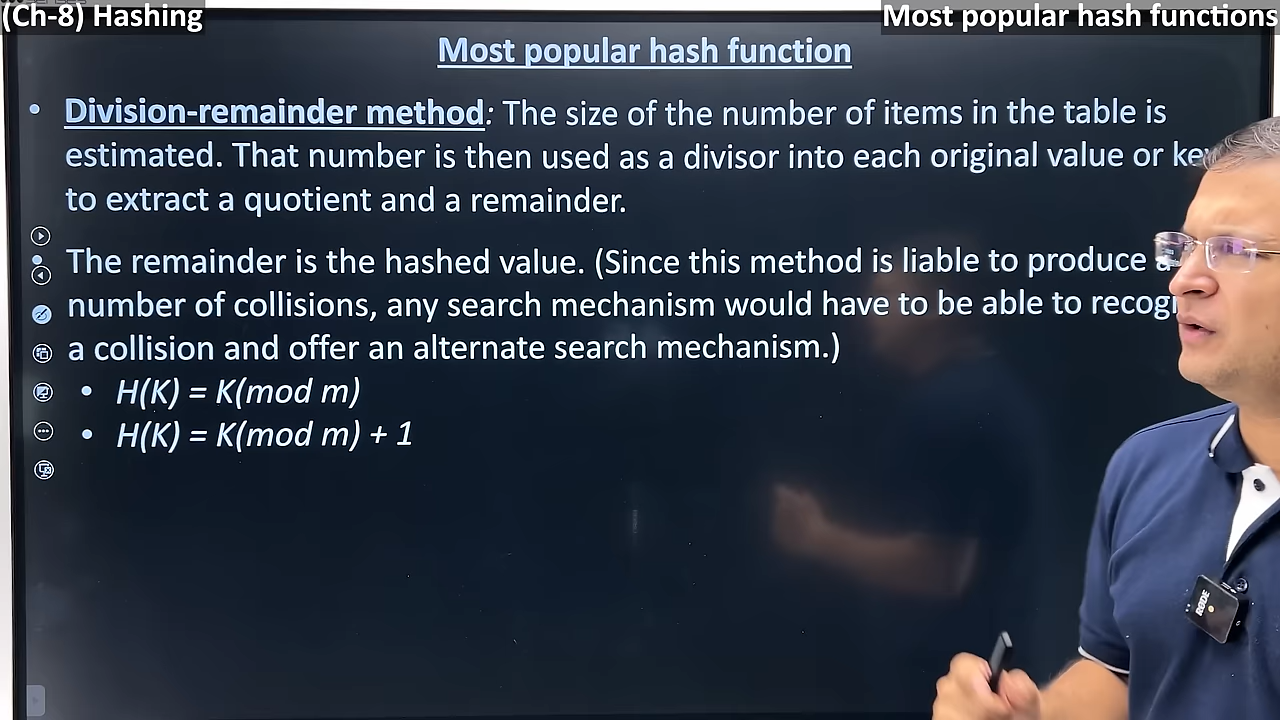 (Ch-8) Hashing
Most popular hash functions
Most popular hash function
• Division-remainder method: The size of the number of items in the table is
estimated. That number is then used as a divisor into each original value or
to extract a quotient and a remainder.
• The remainder is the hashed value. (Since this method is liable to produce
number of collisions, any search mechanism would have to be able to
a collision and offer an alternate search mechanism.)
• H(K) = K(mod m)
• H(K) = K(mod m) + 1
RODE